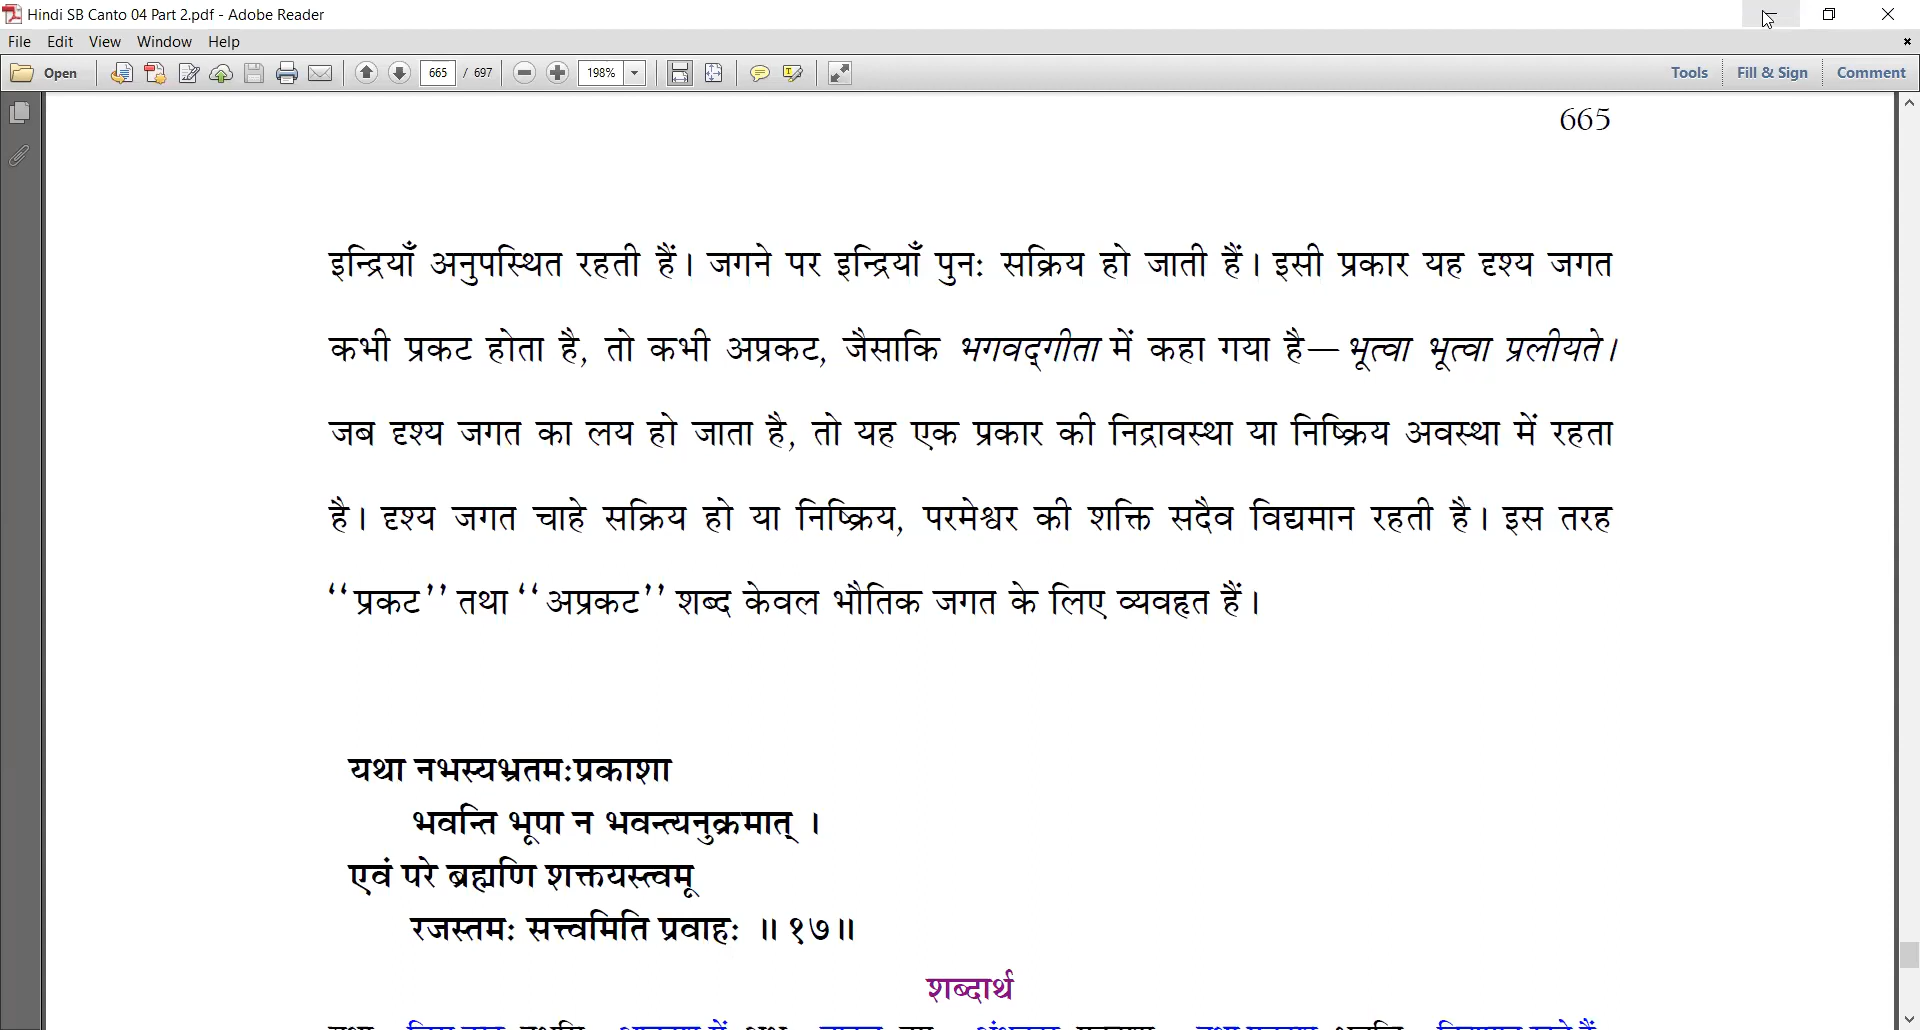 Hindi SB Canto 04 Part 2.pdf - Adobe Reader
File Edit View Window Help
Open 665 / 697 198% Tools Fill & Sign Comment
665
इन्द्रियाँ अनुपस्थित रहती हैं। जगने पर इन्द्रियाँ पुनः सक्रिय हो जाती हैं। इसी प्रकार यह दृश्य जगत
कभी प्रकट होता है, तो कभी अप्रकट, जैसाकि भगवद्गीता में कहा गया है—भूत्वा भूत्वा प्रलीयते।
जब दृश्य जगत का लय हो जाता है, तो यह एक प्रकार की निद्रावस्था या निष्क्रिय अवस्था में रहता
है। दृश्य जगत चाहे सक्रिय हो या निष्क्रिय, परमेश्वर की शक्ति सदैव विद्यमान रहती है। इस तरह
‘‘प्रकट’’ तथा ‘‘अप्रकट’’ शब्द केवल भौतिक जगत के लिए व्यवहृत हैं।
यथा नभस्यभ्रतमःप्रकाशा
भवन्ति भूपा न भवन्त्यनुक्रमात् ।
एवं परे ब्रह्मणि शक्तयस्त्वमू
रजस्तमः सत्त्वमिति प्रवाहः ॥ १७॥
शब्दार्थ